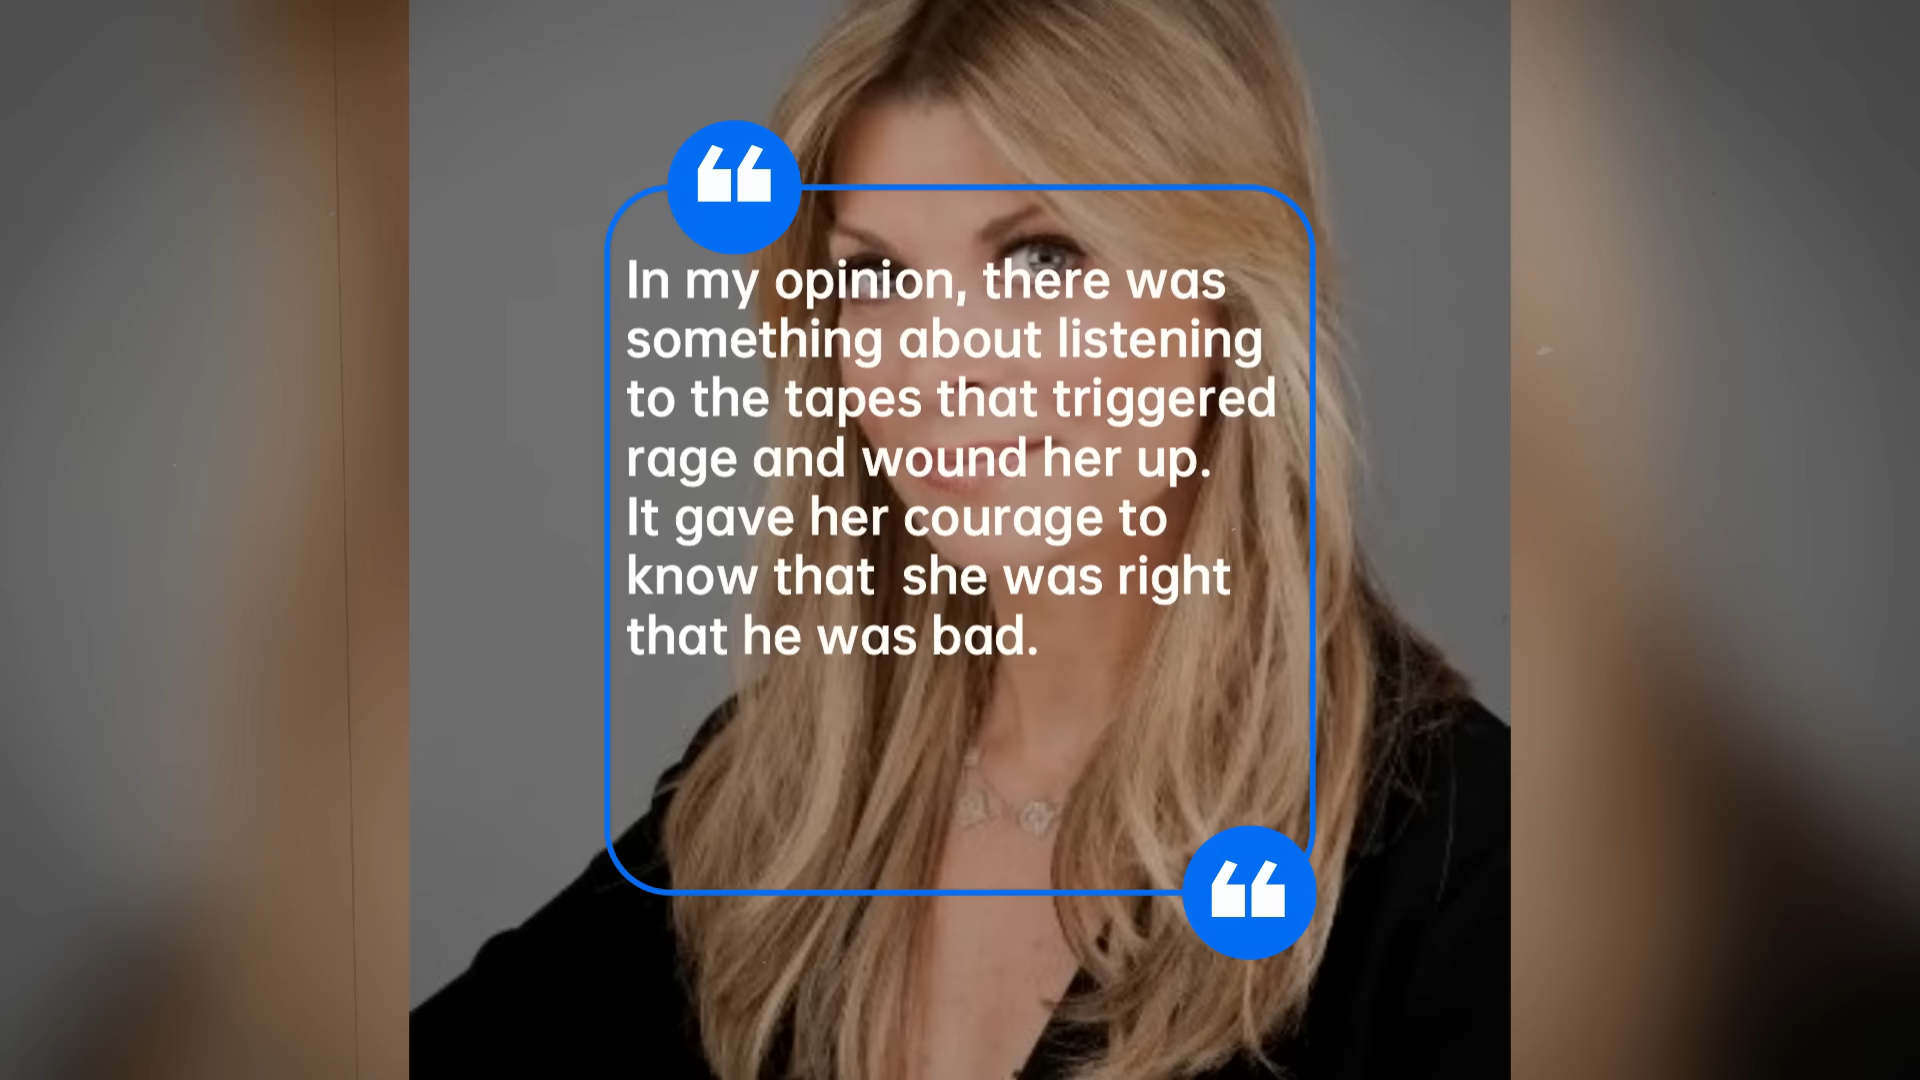 In my opinion, there was
something about listening
to the tapes that triggered
rage and wound her up.
It gave her courage to
know that  she was right
that he was bad.